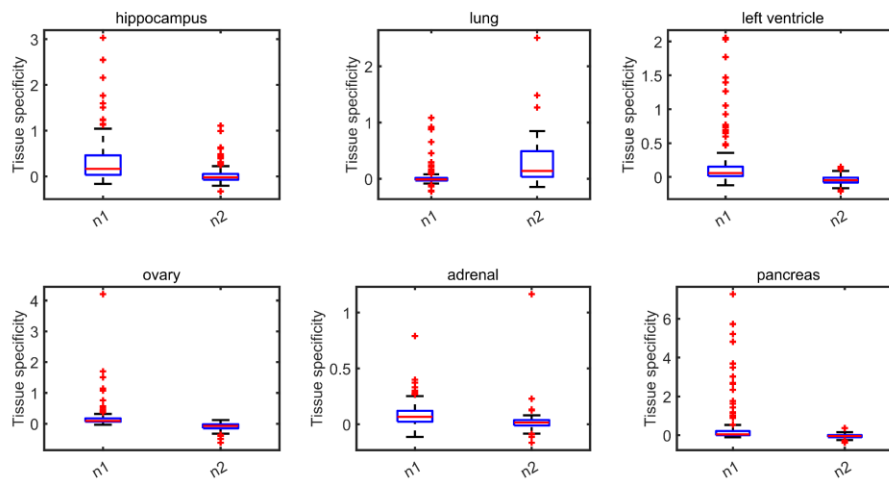 hippocampus
Tissue specificity
3
2
1
0
n1
n2
lung
Tissue specificity
2
1
0
n1
n2
left ventricle
Tissue specificity
2
1.5
1
0.5
0
n1
n2
ovary
Tissue specificity
4
3
2
1
0
n1
n2
adrenal
Tissue specificity
1
0.5
0
n1
n2
pancreas
Tissue specificity
6
4
2
0
n1
n2